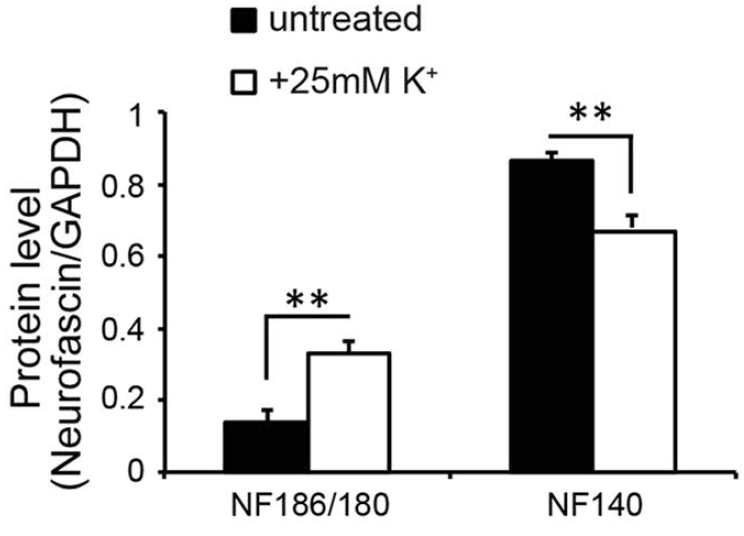 untreated
+25mM K⁺
Protein level
(Neurofascin/GAPDH)
1
0.8
0.6
0.4
0.2
0
**
**
NF186/180
NF140